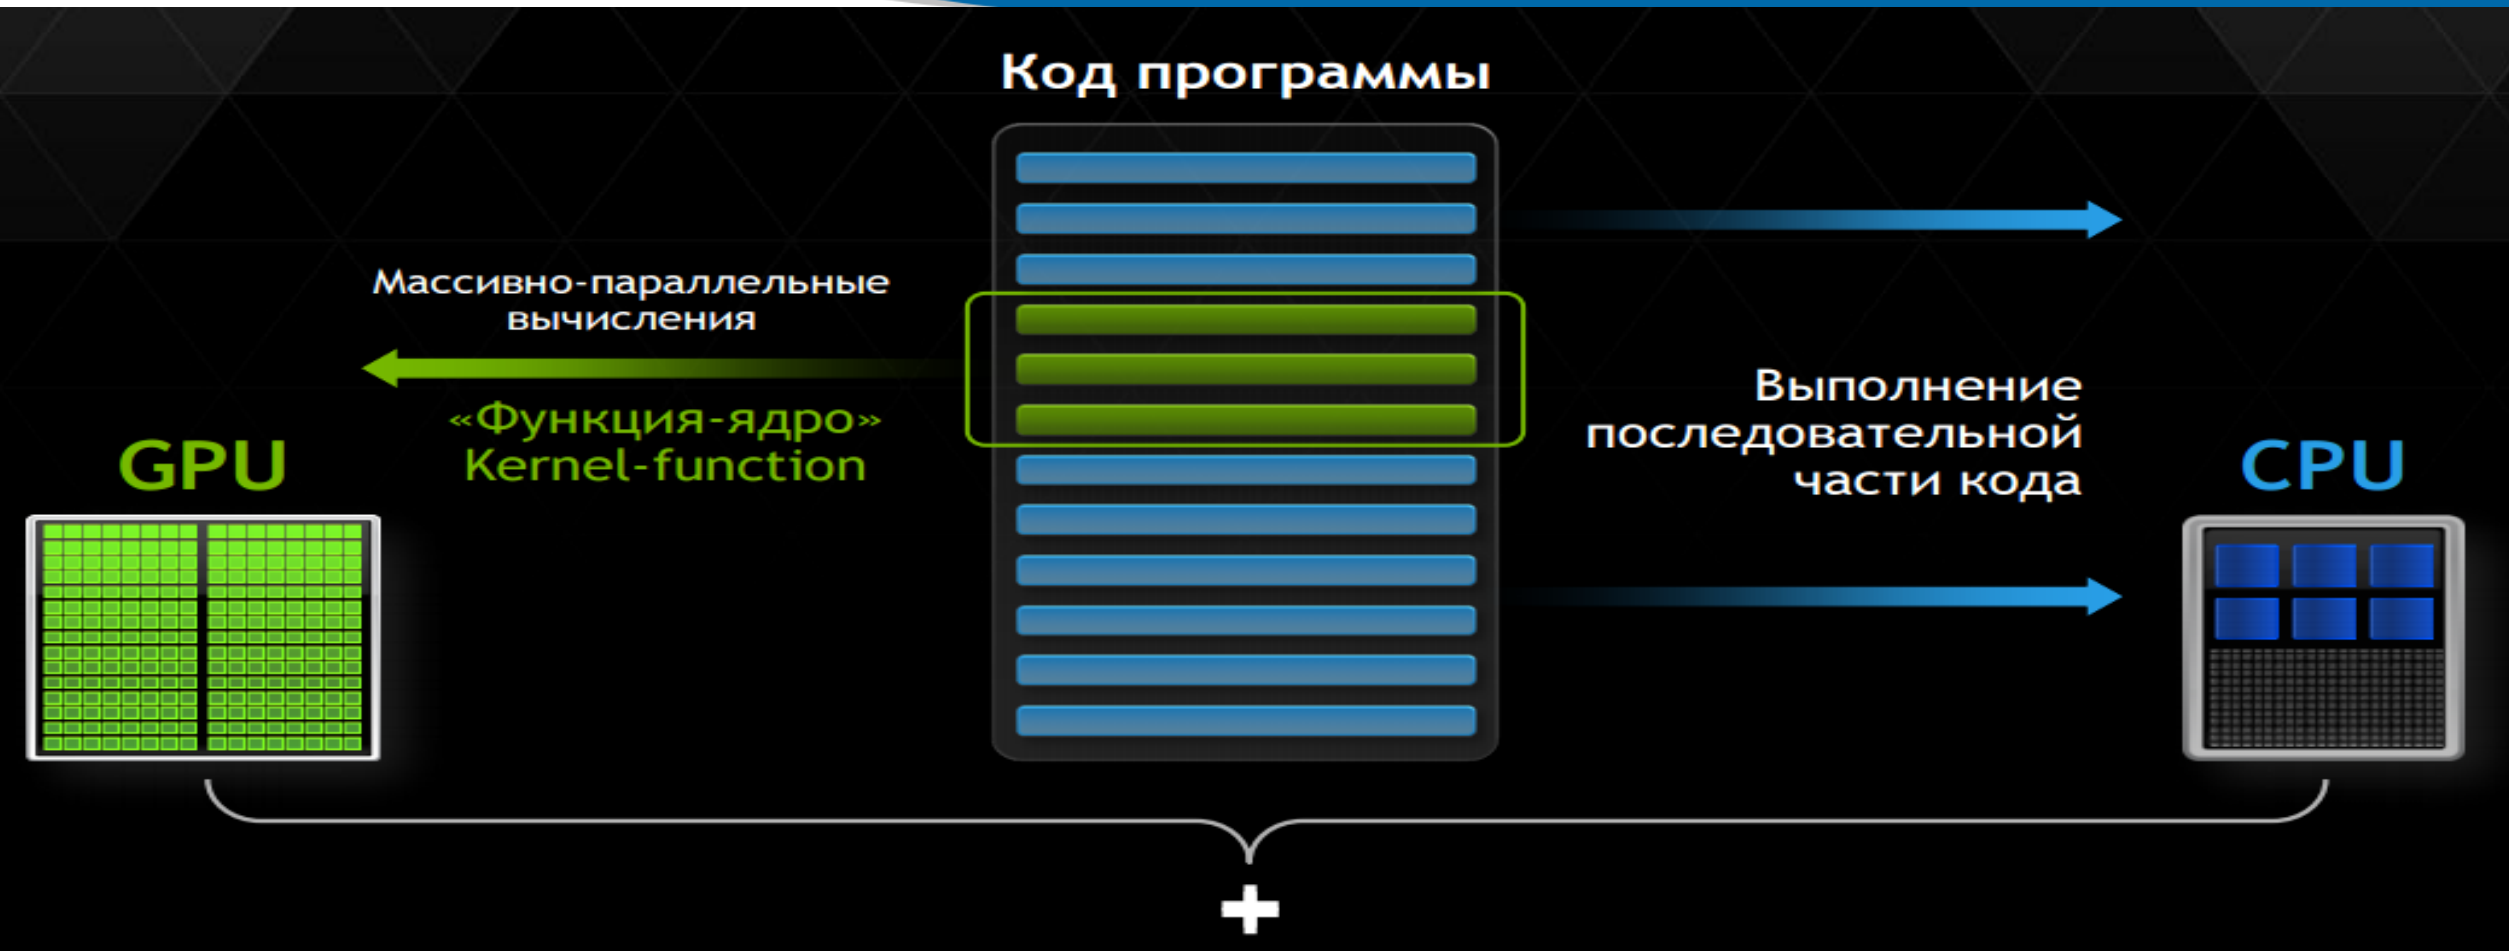 Код программы
Массивно-параллельные
вычисления
«Функция-ядро»
Kernel-function
GPU
Выполнение
последовательной
части кода
CPU
+